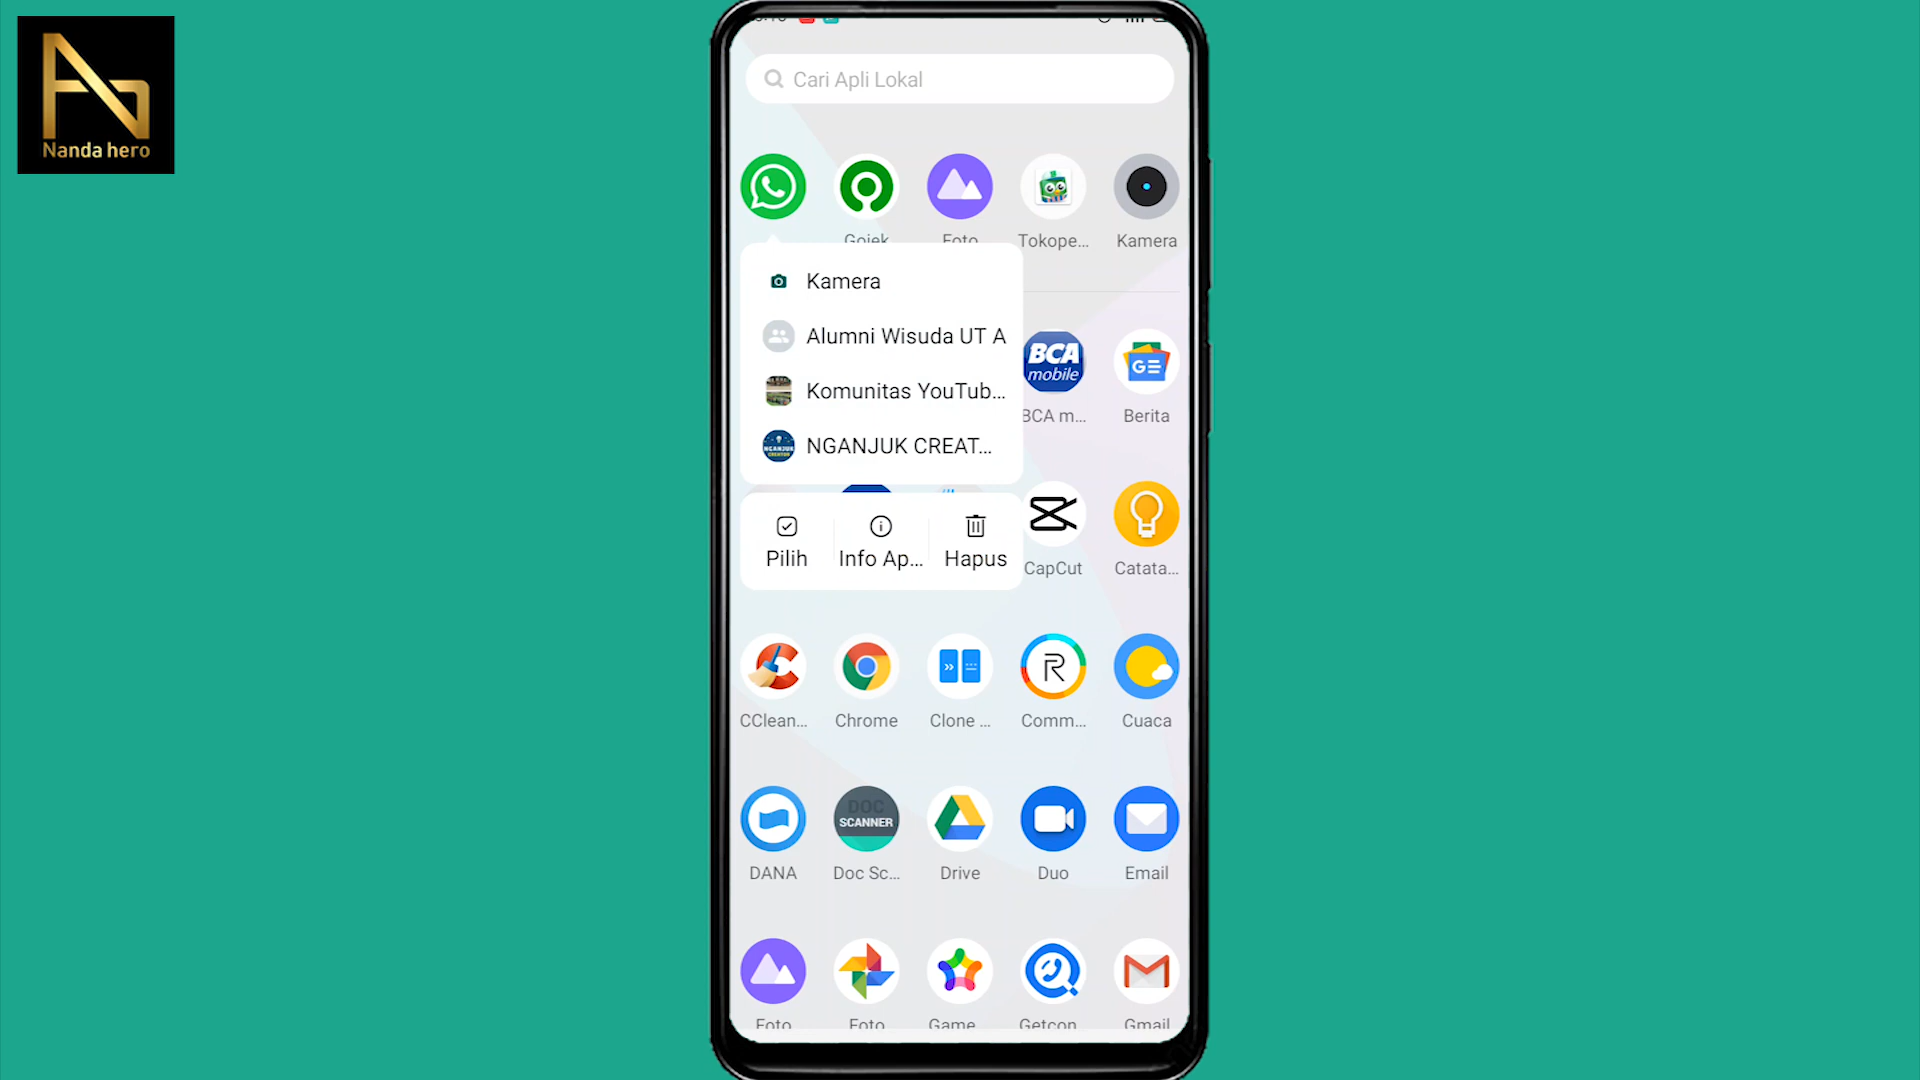 Nanda hero
Cari Apli Lokal
Gojek
Foto
Tokope...
Kamera
Kamera
Alumni Wisuda UT A
Komunitas YouTub...
NGANJUK CREAT...
BCA
mobile
GE
BCA m...
Berita
Pilih
Info Ap...
Hapus
CapCut
Catata...
R
CClean...
Chrome
Clone ...
Comm...
Cuaca
DOC
SCANNER
DANA
Doc Sc...
Drive
Duo
Email
Foto
Foto
Game
Getcon
Gmail